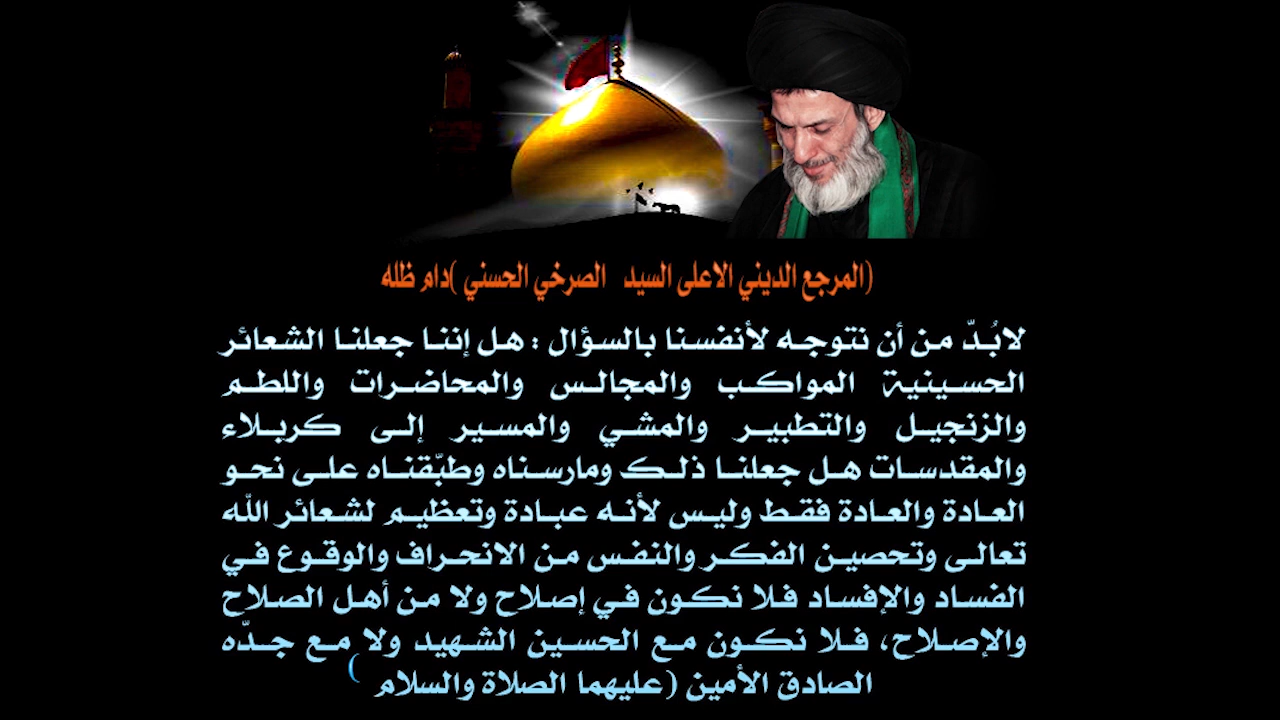 (المرجع الديني الاعلى السيد الصرخي الحسني )دام ظله
لابُدّ من أن نتوجه لأنفسنا بالسؤال : هل إننا جعلنا الشعائر
الحسينية المواكب والمجالس والمحاضرات واللطم
والزنجيل والتطبير والمشي والمسير إلى كربلاء
والمقدسات هل جعلنا ذلك ومارسناه وطبّقناه على نحو
العادة والعادة فقط وليس لأنه عبادة وتعظيم لشعائر الله
تعالى وتحصين الفكر والنفس من الانحراف والوقوع في
الفساد والإفساد فلا نكون في إصلاح ولا من أهل الصلاح
والإصلاح، فلا نكون مع الحسين الشهيد ولا مع جدّه
الصادق الأمين (عليهما الصلاة والسلام )